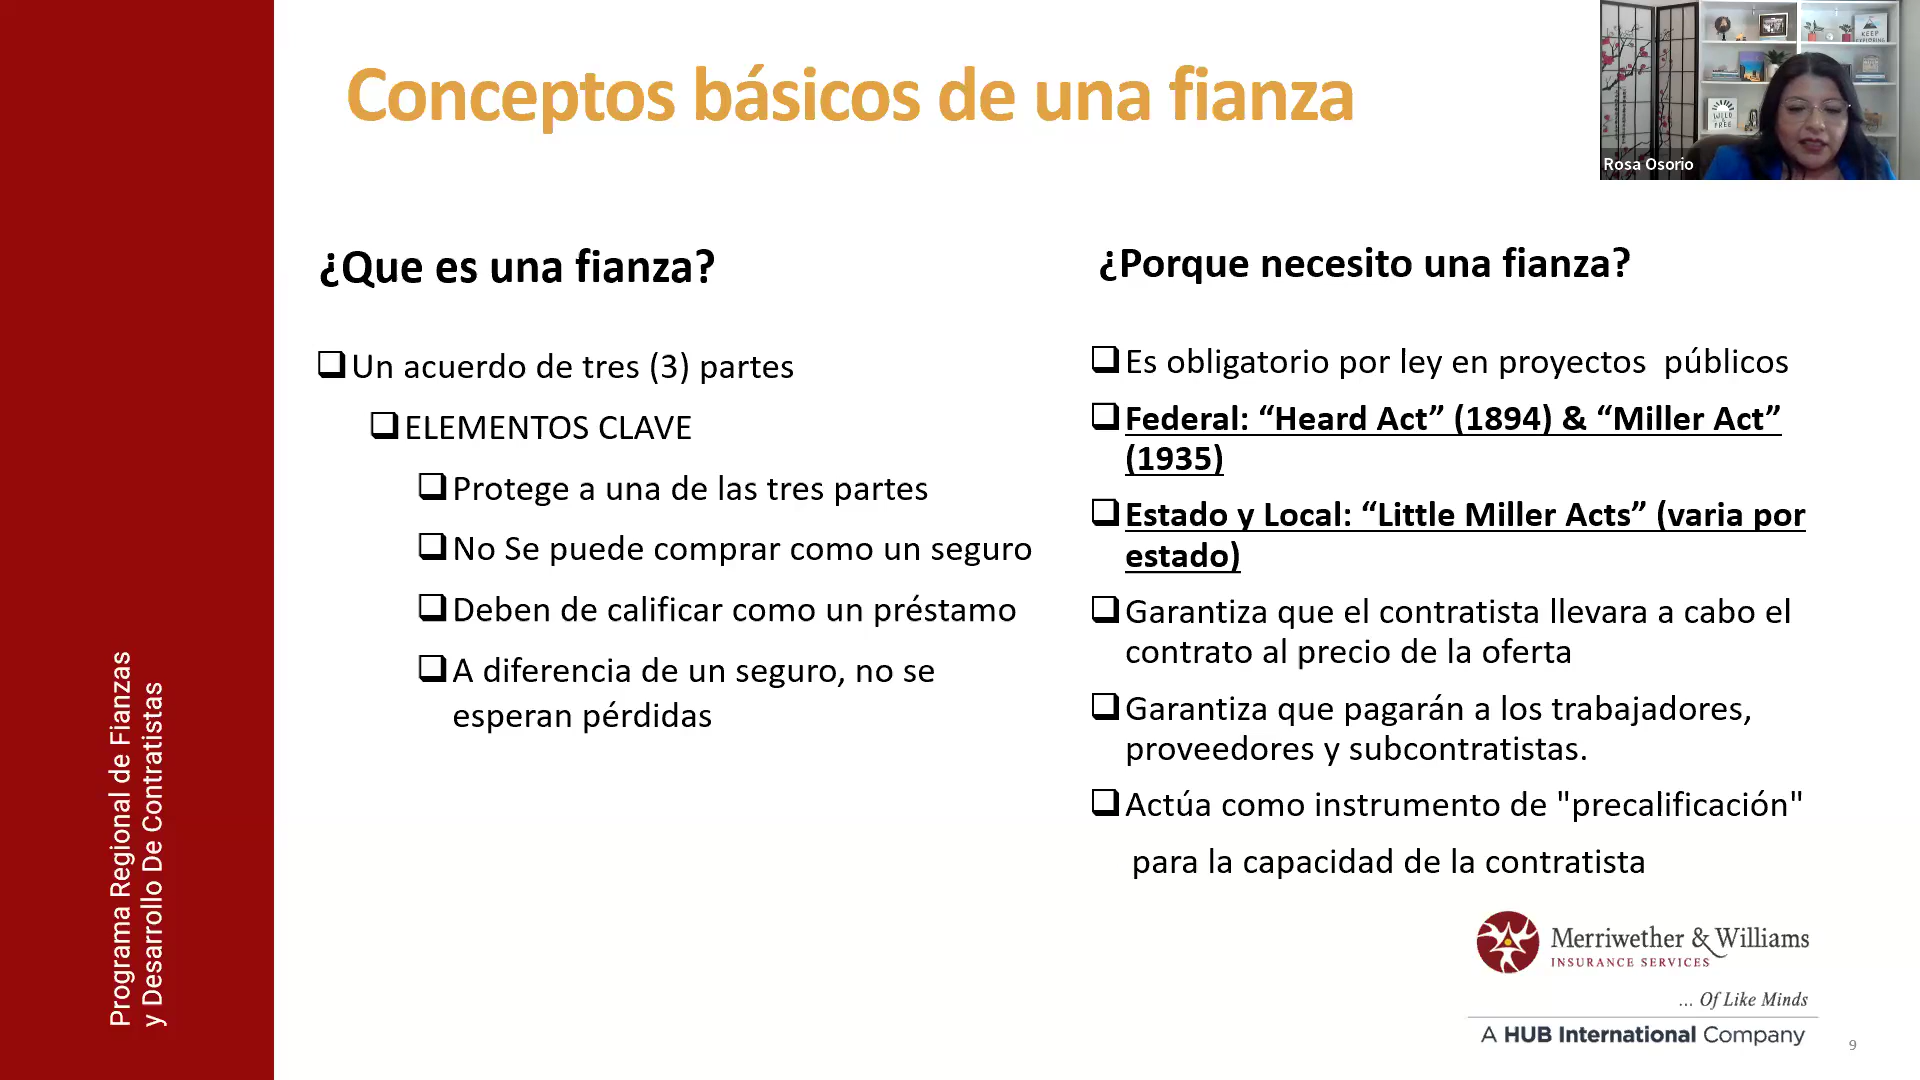 Conceptos básicos de una fianza
KEEP
EXPLORING
WILD
& FREE
Rosa Osorio
¿Que es una fianza?
Un acuerdo de tres (3) partes
ELEMENTOS CLAVE
Protege a una de las tres partes
No Se puede comprar como un seguro
Deben de calificar como un préstamo
A diferencia de un seguro, no se
esperan pérdidas
¿Porque necesito una fianza?
Es obligatorio por ley en proyectos  públicos
Federal: “Heard Act” (1894) & “Miller Act”
(1935)
Estado y Local: “Little Miller Acts” (varia por
estado)
Garantiza que el contratista llevara a cabo el
contrato al precio de la oferta
Garantiza que pagarán a los trabajadores,
proveedores y subcontratistas.
Actúa como instrumento de "precalificación"
para la capacidad de la contratista
Programa Regional de Fianzas
y Desarrollo De Contratistas
Merriwether & Williams
INSURANCE SERVICES
... Of Like Minds
A HUB International Company
9